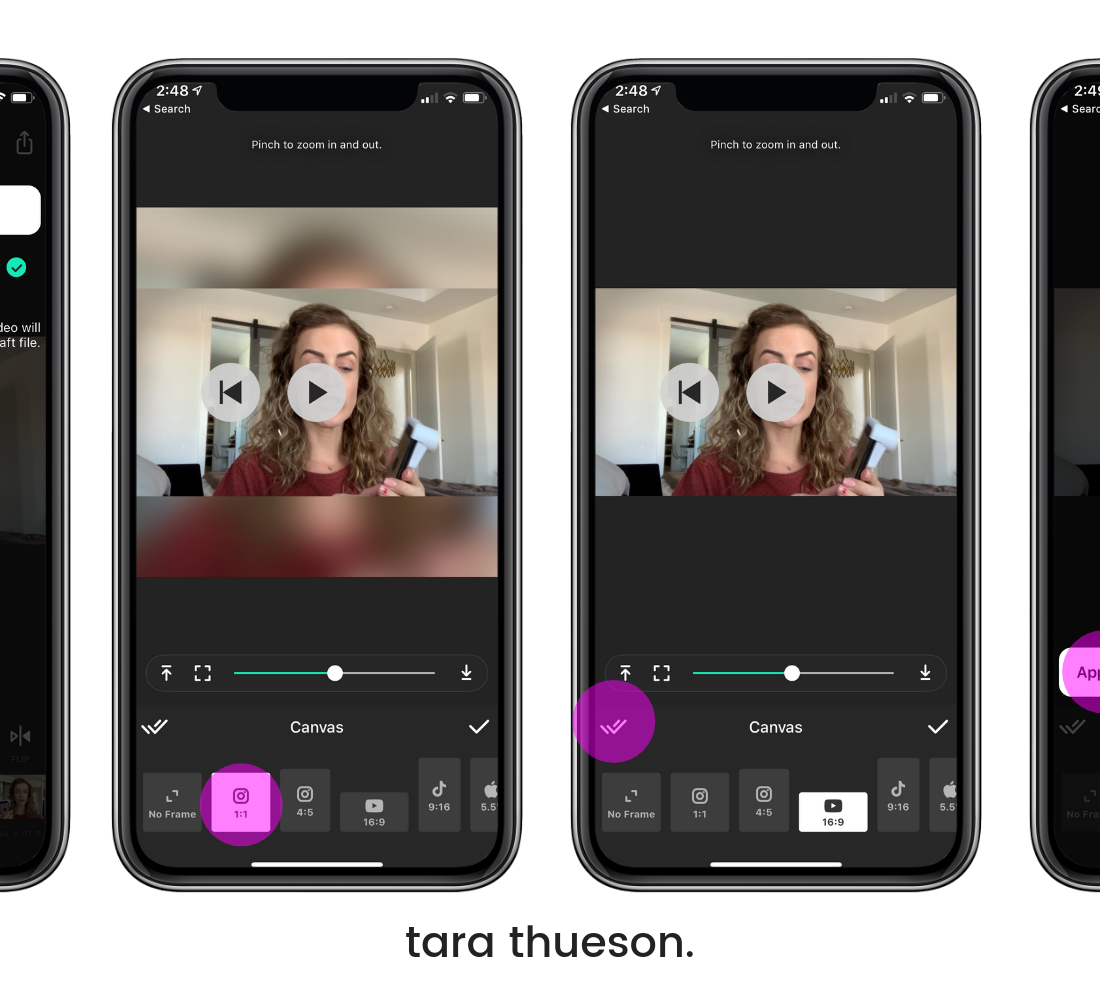 deo will
aft file.
FLIP
2:48
Search
Pinch to zoom in and out.
Canvas
No Frame
1:1
4:5
16:9
9:16
5.5"
2:48
Search
Pinch to zoom in and out.
Canvas
No Frame
1:1
4:5
16:9
9:16
5.5"
2:49
Searc
App
No Fra
tara thueson.